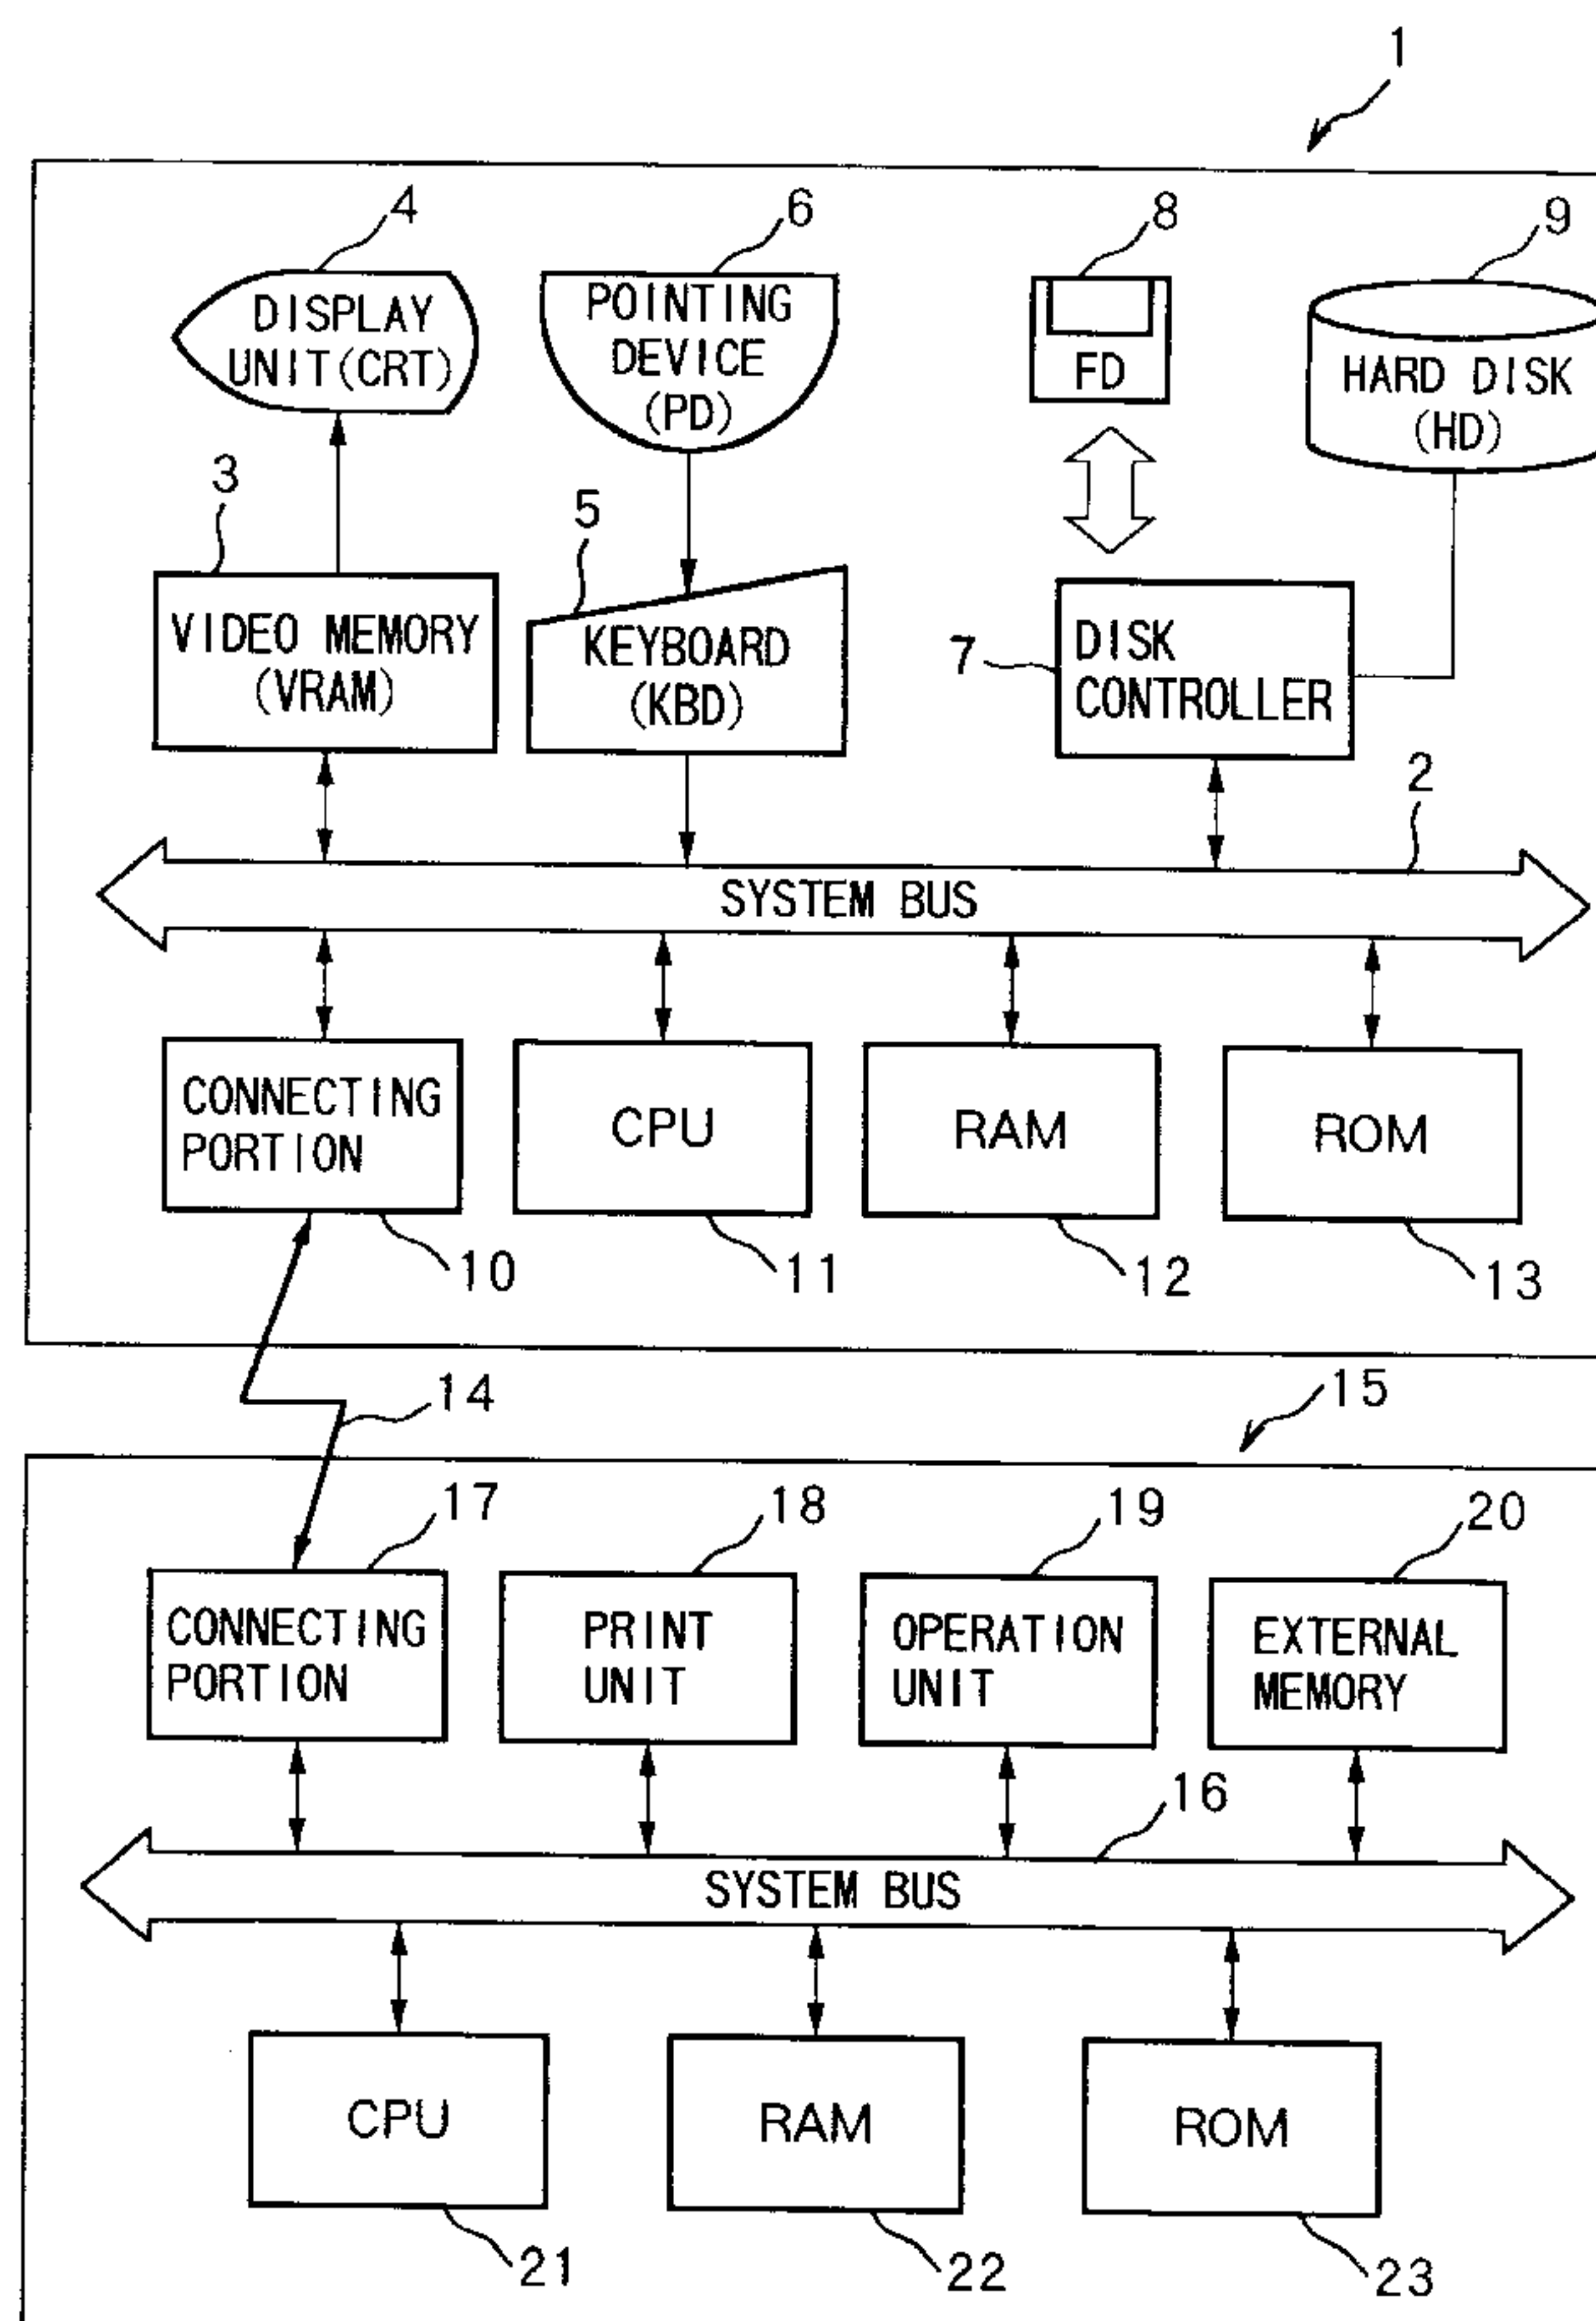 1
4
6
8
9
DISPLAY
UNIT(CRT)
POINTING
DEVICE
(PD)
FD
HARD DISK
(HD)
3
5
VIDEO MEMORY
(VRAM)
KEYBOARD
(KBD)
7
DISK
CONTROLLER
2
SYSTEM BUS
CONNECTING
PORTION
CPU
RAM
ROM
10
11
12
13
14
15
17
18
19
20
CONNECTING
PORTION
PRINT
UNIT
OPERATION
UNIT
EXTERNAL
MEMORY
16
SYSTEM BUS
CPU
RAM
ROM
21
22
23